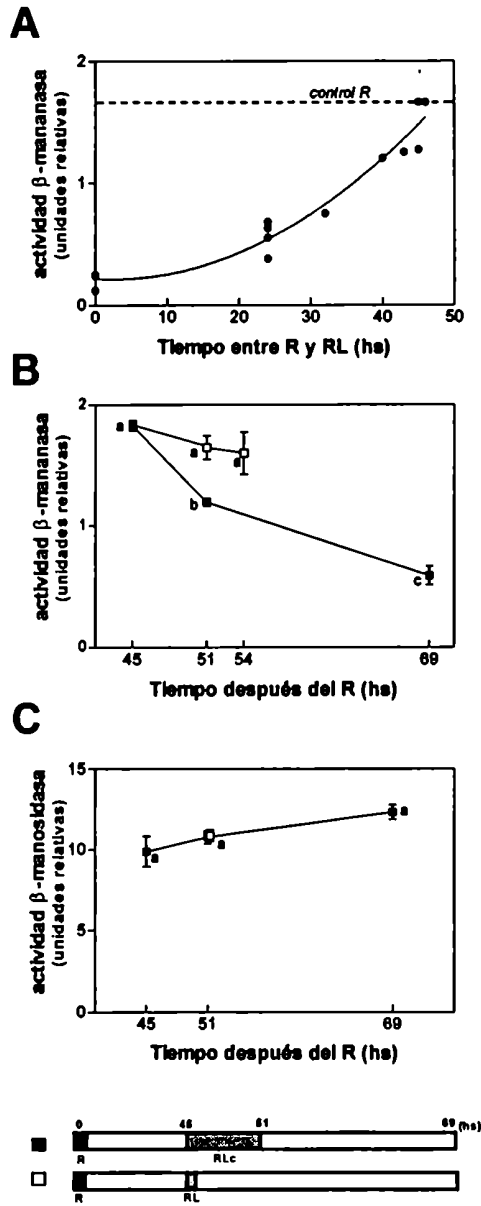 A
2
1
0
actividad β-mananasa
(unidades relativas)
control R
0 10 20 30 40 50
Tiempo entre R y RL (hs)
B
2
1
0
actividad β-mananasa
(unidades relativas)
a
a
a
b
c
45 51 54 69
Tiempo después del R (hs)
C
15
10
5
0
actividad β-manosidasa
(unidades relativas)
a
a
a
45 51 69
Tiempo después del R (hs)
0 45 51 69 (hs)
R RLc
R RL